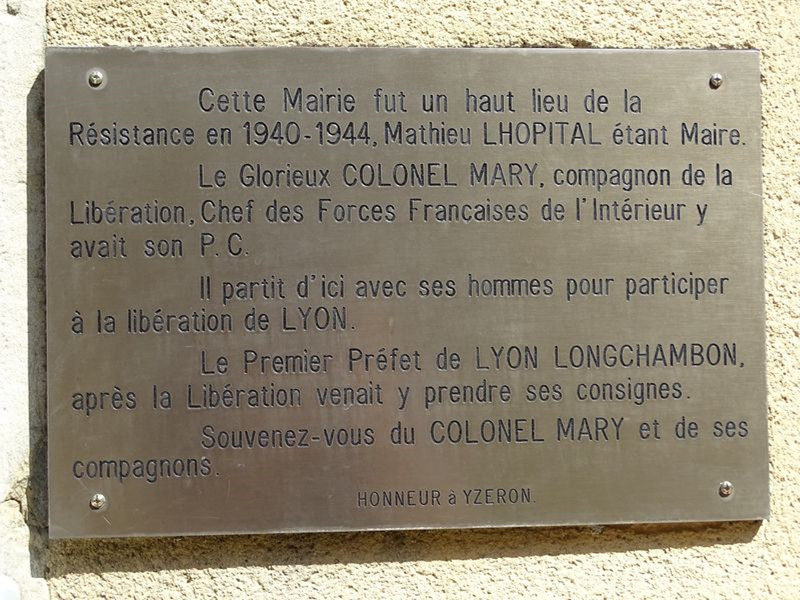 Cette Mairie fut un haut lieu de la
Résistance en 1940-1944, Mathieu LHOPITAL étant Maire.
Le Glorieux COLONEL MARY, compagnon de la
Libération, Chef des Forces Françaises de l'Intérieur y
avait son P.C.
Il partit d'ici avec ses hommes pour participer
à la libération de LYON.
Le Premier Préfet de LYON LONGCHAMBON,
après la Libération venait y prendre ses consignes.
Souvenez-vous du COLONEL MARY et de ses
compagnons.
HONNEUR à YZERON.